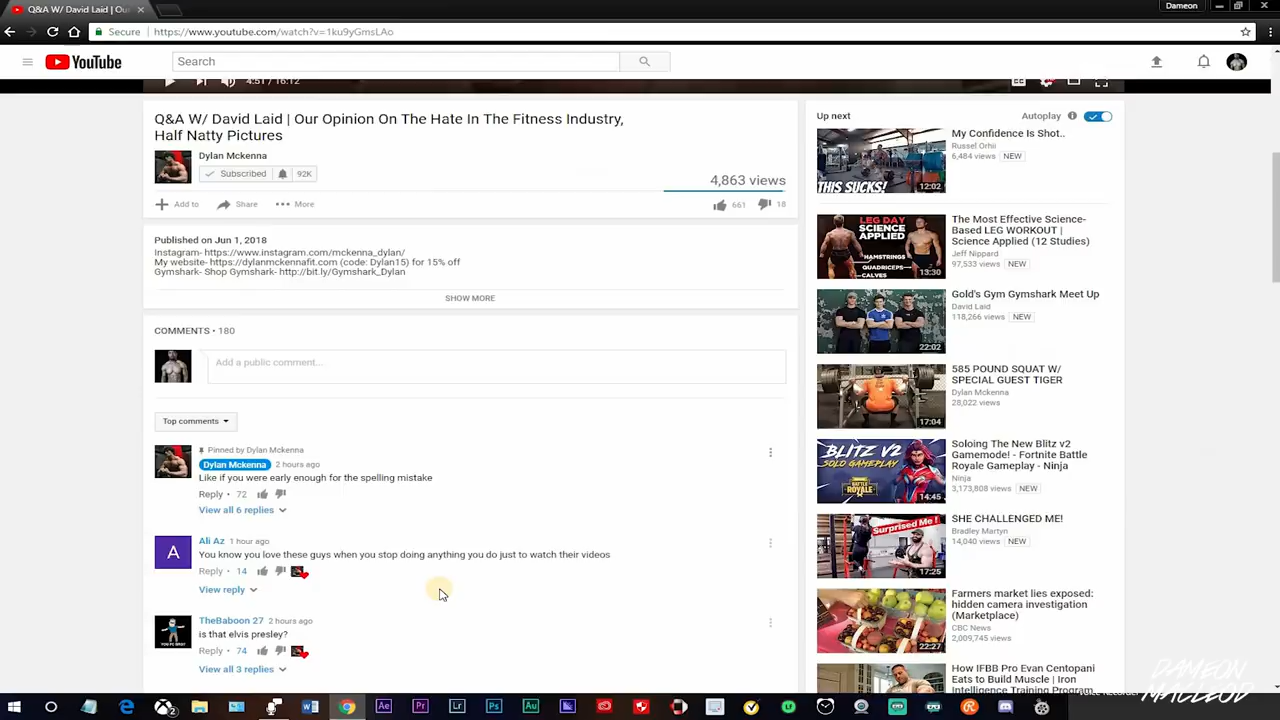 Q&A W/ David Laid | Our
Dameon
Secure
https://www.youtube.com/watch?v=1ku9yGmsLAo
YouTube
Search
4:51 / 16:12
Q&A W/ David Laid | Our Opinion On The Hate In The Fitness Industry,
Half Natty Pictures
Dylan Mckenna
Subscribed 92K
4,863 views
Add to Share More
661 18
Published on Jun 1, 2018
Instagram- https://www.instagram.com/mckenna_dylan/
My website- https://dylanmckennafit.com (code: Dylan15) for 15% off
Gymshark- Shop Gymshark- http://bit.ly/Gymshark_Dylan
SHOW MORE
COMMENTS • 180
Add a public comment...
Top comments
Pinned by Dylan Mckenna
Dylan Mckenna 2 hours ago
Like if you were early enough for the spelling mistake
Reply • 72
View all 6 replies
A
Ali Az 1 hour ago
You know you love these guys when you stop doing anything you do just to watch their videos
Reply • 14
View reply
TheBaboon 27 2 hours ago
is that elvis presley?
Reply • 74
View all 3 replies
Up next
Autoplay
THIS SUCKS!
12:02
My Confidence Is Shot..
Russel Orhii
6,484 views NEW
LEG DAY
SCIENCE
APPLIED
HAMSTRINGS
QUADRICEPS
CALVES
13:30
The Most Effective Science-
Based LEG WORKOUT |
Science Applied (12 Studies)
Jeff Nippard
97,533 views NEW
22:02
Gold's Gym Gymshark Meet Up
David Laid
118,266 views NEW
17:04
585 POUND SQUAT W/
SPECIAL GUEST TIGER
Dylan Mckenna
28,022 views
BLITZ V2
SOLO GAMEPLAY
BATTLE
ROYALE
14:45
Soloing The New Blitz v2
Gamemode! - Fortnite Battle
Royale Gameplay - Ninja
Ninja
3,173,808 views NEW
Surprised Me !
17:25
SHE CHALLENGED ME!
Bradley Martyn
14,040 views NEW
22:27
Farmers market lies exposed:
hidden camera investigation
(Marketplace)
CBC News
2,009,745 views
How IFBB Pro Evan Centopani
Eats to Build Muscle | Iron
Intelligence Training Program
DAMEON
MACLEOD
Ae Pr Lr Ps Au